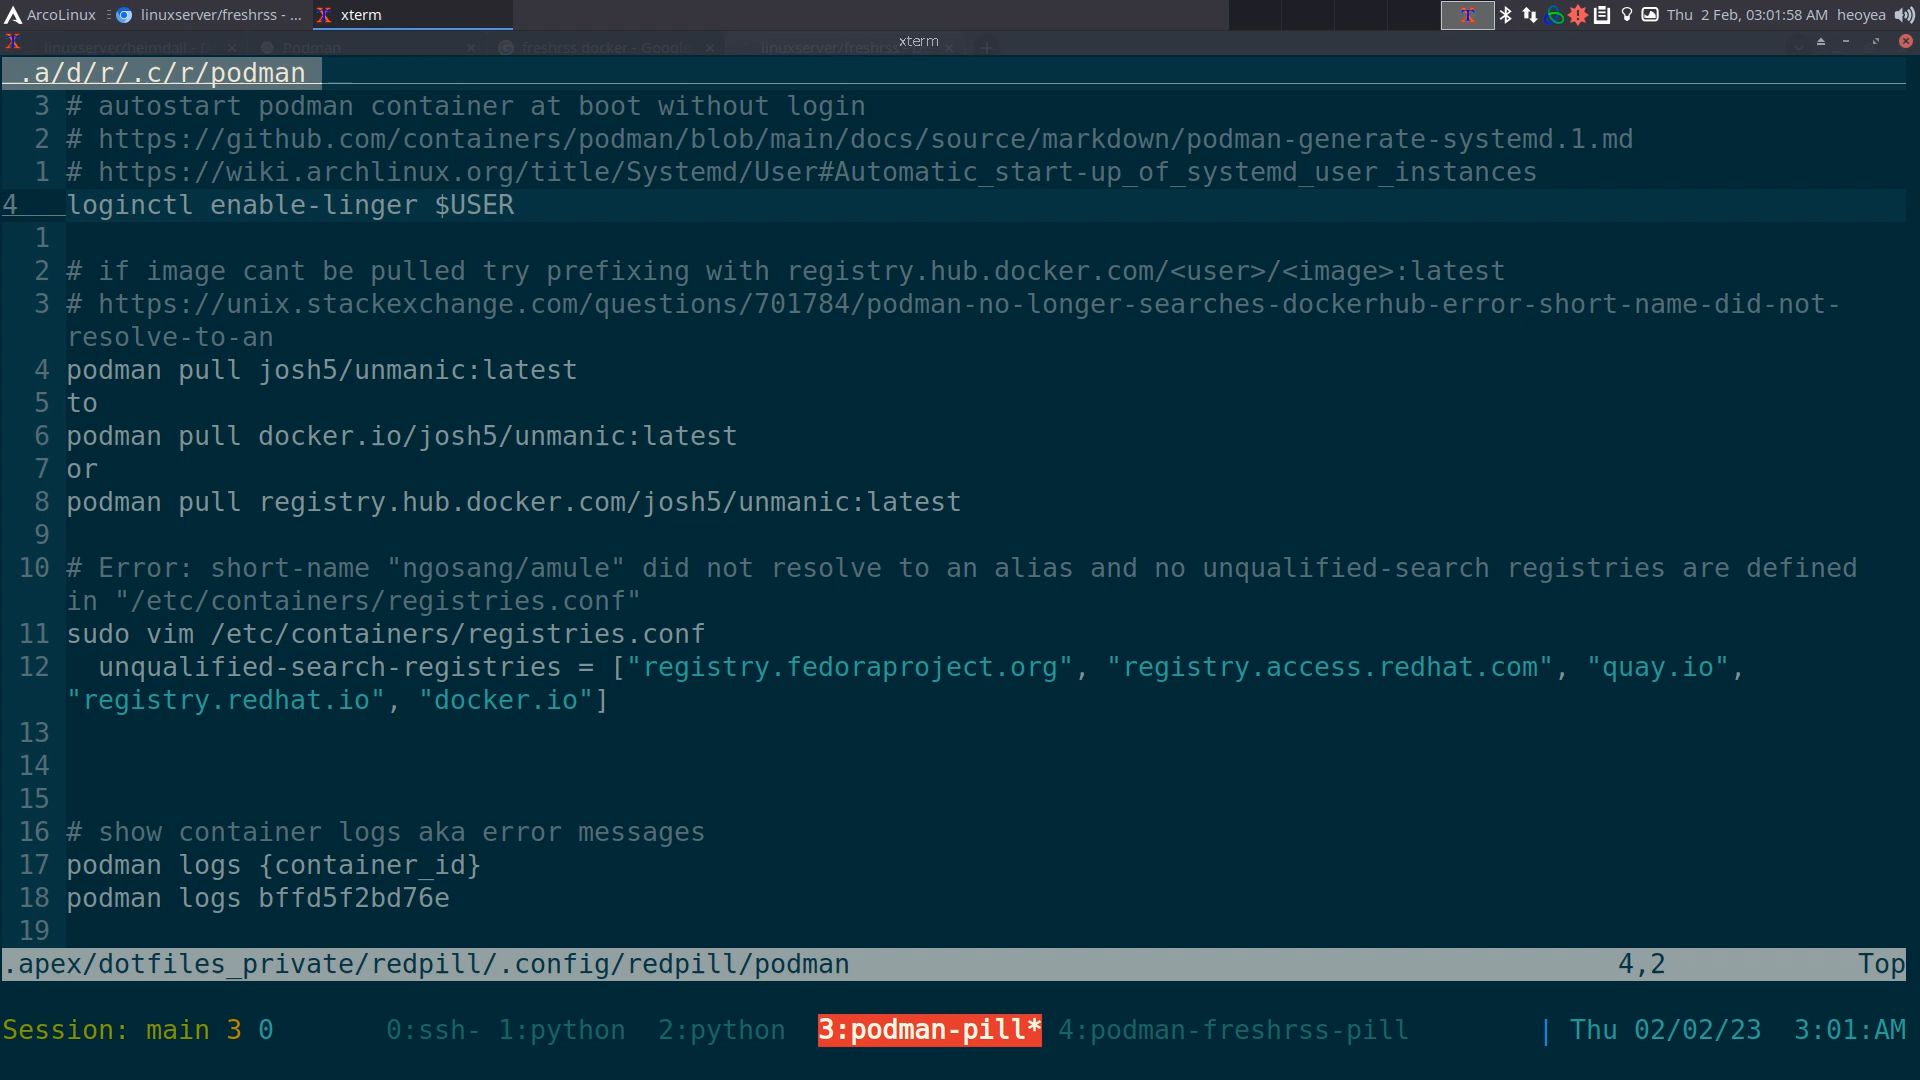 ArcoLinux linuxserver/freshrss - ... xterm Thu 2 Feb, 03:01:58 AM heoyea
linuxserver/heimdall - Podman freshrss docker - Google linuxserver/freshrss xterm
.a/d/r/.c/r/podman
3 # autostart podman container at boot without login
2 # https://github.com/containers/podman/blob/main/docs/source/markdown/podman-generate-systemd.1.md
1 # https://wiki.archlinux.org/title/Systemd/User#Automatic_start-up_of_systemd_user_instances
4 loginctl enable-linger $USER
1
2 # if image cant be pulled try prefixing with registry.hub.docker.com/<user>/<image>:latest
3 # https://unix.stackexchange.com/questions/701784/podman-no-longer-searches-dockerhub-error-short-name-did-not-
resolve-to-an
4 podman pull josh5/unmanic:latest
5 to
6 podman pull docker.io/josh5/unmanic:latest
7 or
8 podman pull registry.hub.docker.com/josh5/unmanic:latest
9
10 # Error: short-name "ngosang/amule" did not resolve to an alias and no unqualified-search registries are defined
in "/etc/containers/registries.conf"
11 sudo vim /etc/containers/registries.conf
12 unqualified-search-registries = ["registry.fedoraproject.org", "registry.access.redhat.com", "quay.io",
"registry.redhat.io", "docker.io"]
13
14
15
16 # show container logs aka error messages
17 podman logs {container_id}
18 podman logs bffd5f2bd76e
19
.apex/dotfiles_private/redpill/.config/redpill/podman 4,2 Top
Session: main 3 0 0:ssh- 1:python 2:python 3:podman-pill* 4:podman-freshrss-pill | Thu 02/02/23 3:01:AM